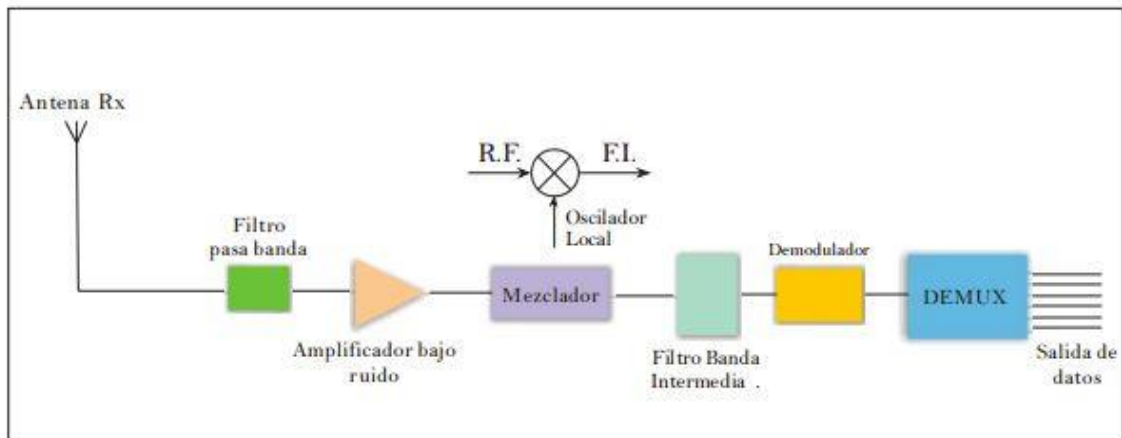 Antena Rx
R.F.
F.I.
Oscilador
Local
Filtro
pasa banda
Amplificador bajo
ruido
Mezclador
Filtro Banda
Intermedia .
Demodulador
DEMUX
Salida de
datos